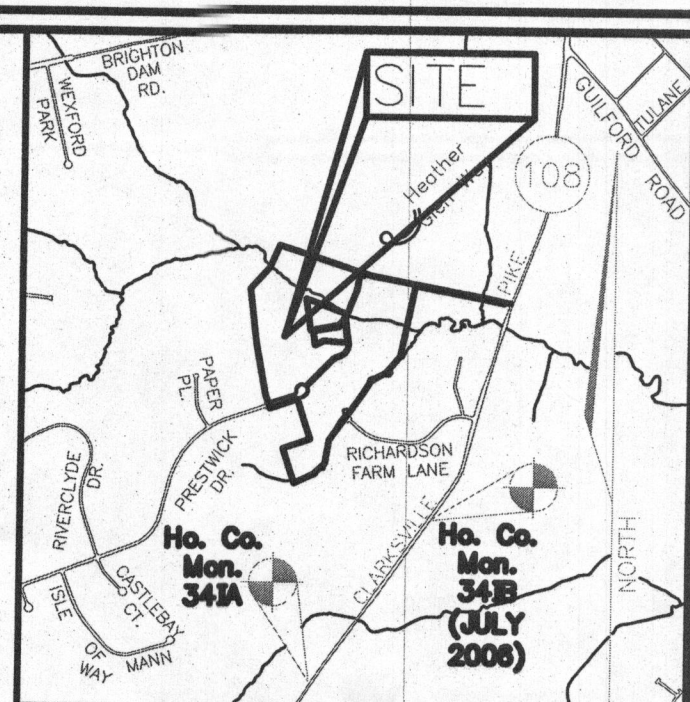 BRIGHTON
DAM
RD.
WEXFORD
PARK
SITE
GUILFORD
ROAD
TULANE
Heather
Glen Way
108
PIKE
PAPER
PL.
PRESTWICK
DR.
RICHARDSON
FARM LANE
RIVERCLYDE
DR.
Ho. Co.
Mon.
34IA
CLARKSVILLE
Ho. Co.
Mon.
34IB
(JULY
2006)
NORTH
CASTLEBAY
CT.
ISLE
OF
WAY
MANN